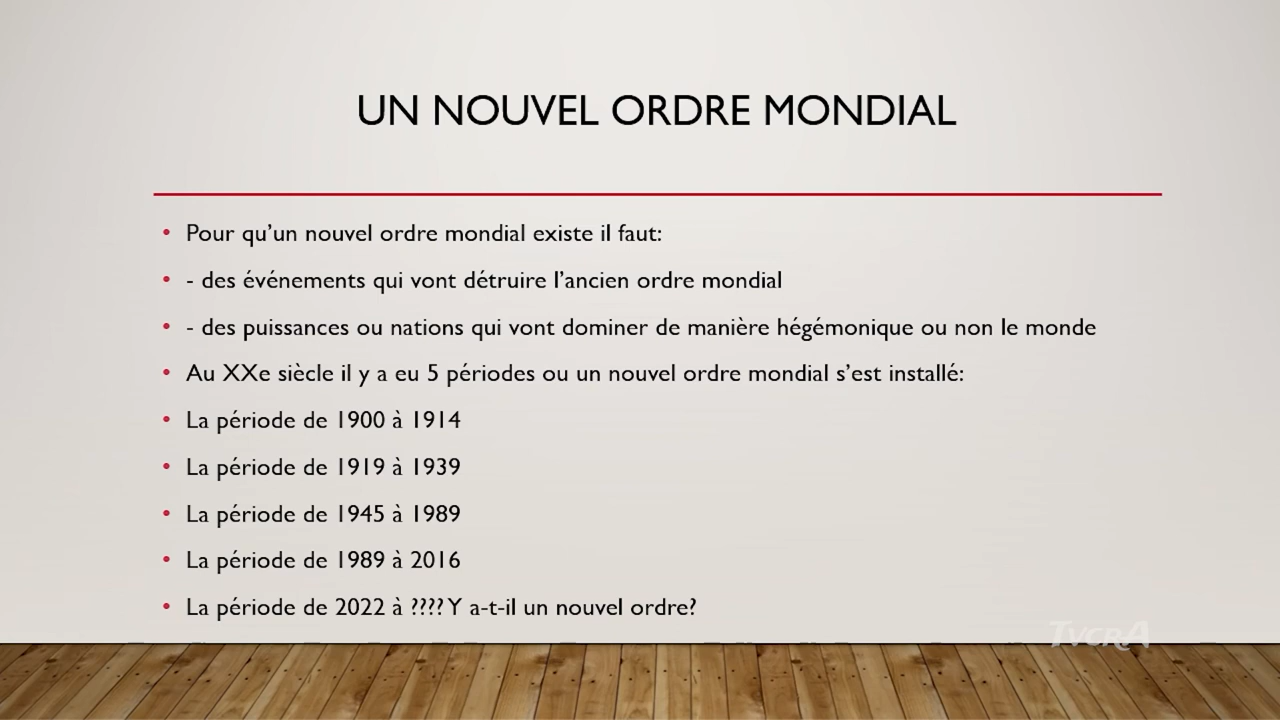 UN NOUVEL ORDRE MONDIAL
• Pour qu’un nouvel ordre mondial existe il faut:
• - des événements qui vont détruire l’ancien ordre mondial
• - des puissances ou nations qui vont dominer de manière hégémonique ou non le monde
• Au XXe siècle il y a eu 5 périodes ou un nouvel ordre mondial s’est installé:
• La période de 1900 à 1914
• La période de 1919 à 1939
• La période de 1945 à 1989
• La période de 1989 à 2016
• La période de 2022 à ???? Y a-t-il un nouvel ordre?
TVCRA